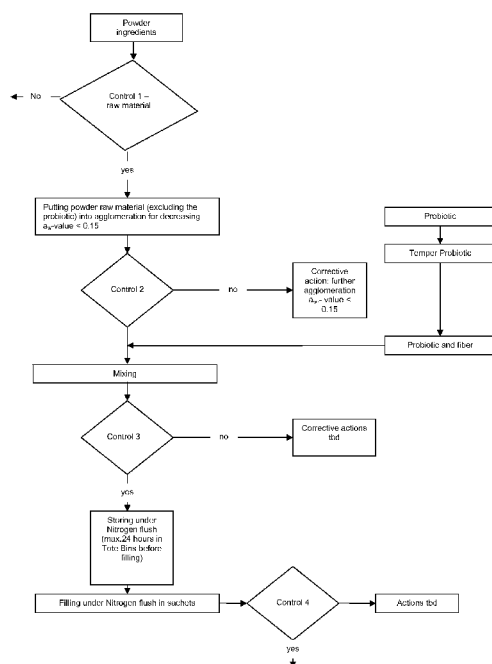 Powder
ingredients
No
Control 1 –
raw material
yes
Putting powder raw material (excluding the
probiotic) into agglomeration for decreasing
aw-value < 0.15
Probiotic
Temper Probiotic
Control 2
no
Corrective
action: further
agglomeration
aw- value <
0.15
Probiotic and fiber
Mixing
Control 3
no
Corrective actions
tbd
yes
Storing under
Nitrogen flush
(max.24 hours in
Tote Bins before
filling)
Filling under Nitrogen flush in sachets
Control 4
Actions tbd
yes